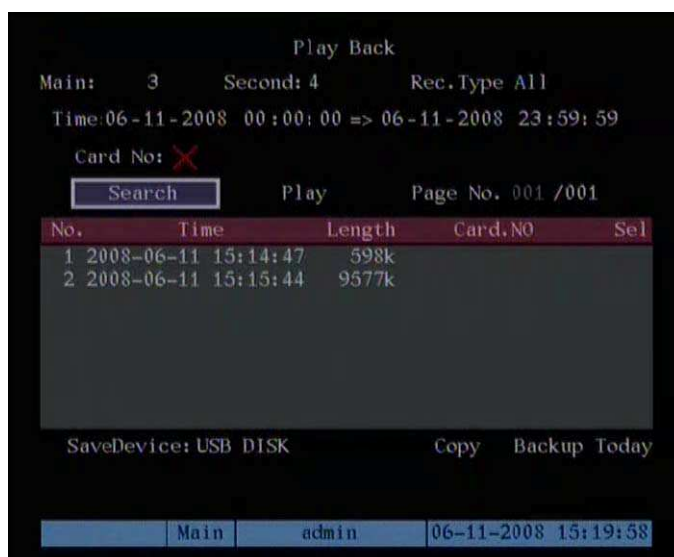 Play Back
Main: 3 Second: 4 Rec.Type All
Time:06-11-2008 00:00:00 => 06-11-2008 23:59:59
Card No:
Search Play Page No. 001 /001
No. Time Length Card.NO Sel
1 2008-06-11 15:14:47 598k
2 2008-06-11 15:15:44 9577k
SaveDevice: USB DISK Copy Backup Today
Main admin 06-11-2008 15:19:58